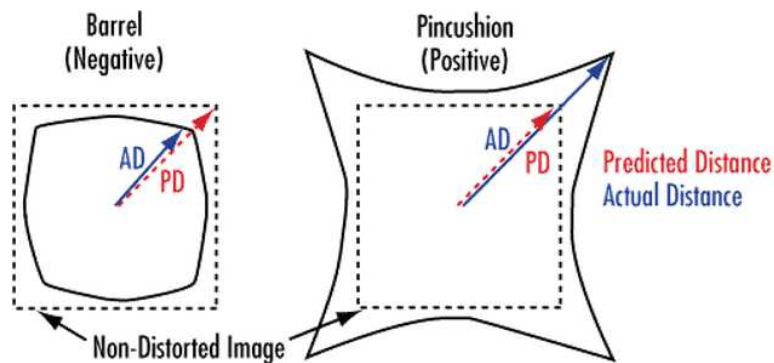 Barrel
(Negative)
Pincushion
(Positive)
AD
PD
AD
PD
Predicted Distance
Actual Distance
Non-Distorted Image